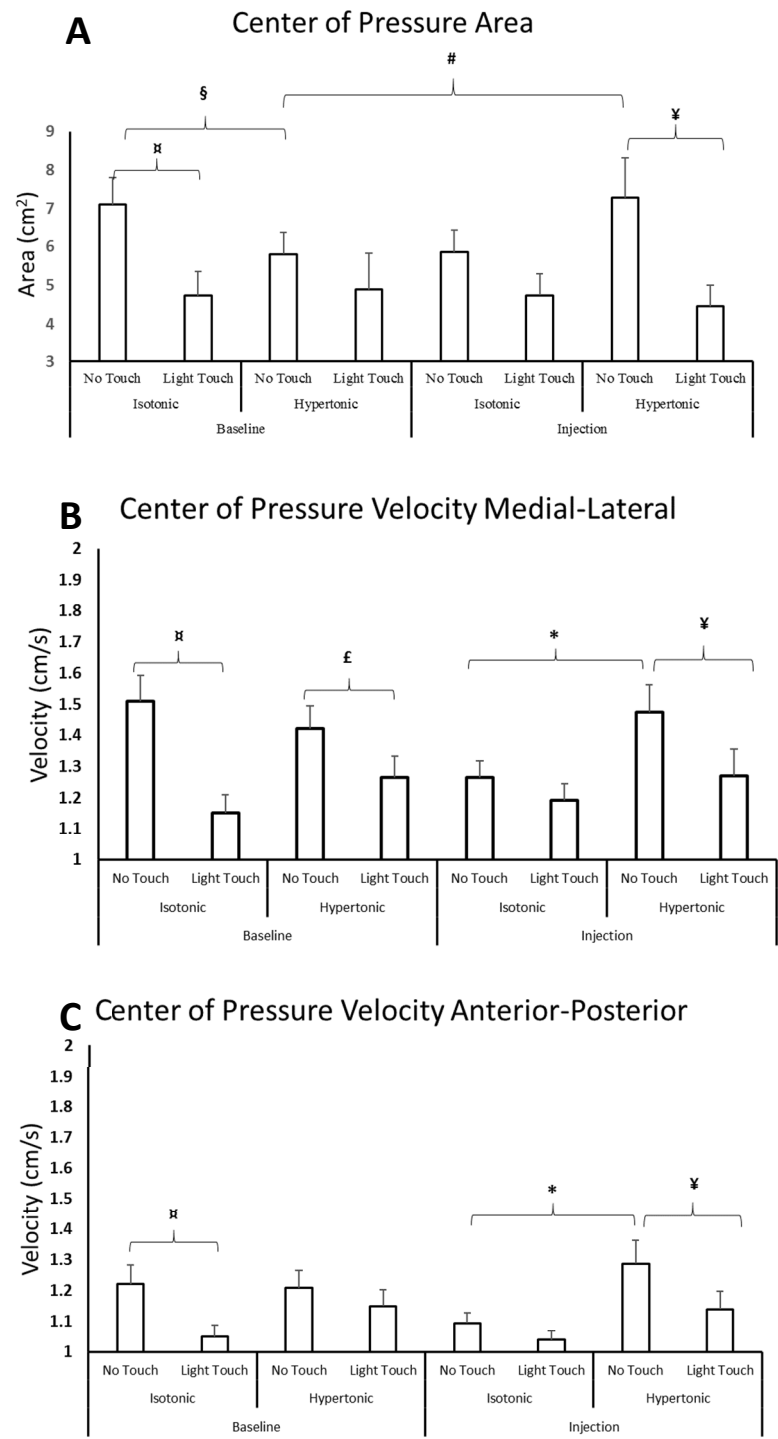 A Center of Pressure Area
#
§
¥
¤
Area (cm²)
9
8
7
6
5
4
3
No Touch Light Touch No Touch Light Touch No Touch Light Touch No Touch Light Touch
Isotonic Hypertonic Isotonic Hypertonic
Baseline Injection
B Center of Pressure Velocity Medial-Lateral
Velocity (cm/s)
2
1.9
1.8
1.7
¤ * ¥
£
1.6
1.5
1.4
1.3
1.2
1.1
1
No Touch Light Touch No Touch Light Touch No Touch Light Touch No Touch Light Touch
Isotonic Hypertonic Isotonic Hypertonic
Baseline Injection
C Center of Pressure Velocity Anterior-Posterior
Velocity (cm/s)
2
1.9
1.8
1.7
1.6
1.5
* ¥
¤
1.4
1.3
1.2
1.1
1
No Touch Light Touch No Touch Light Touch No Touch Light Touch No Touch Light Touch
Isotonic Hypertonic Isotonic Hypertonic
Baseline Injection